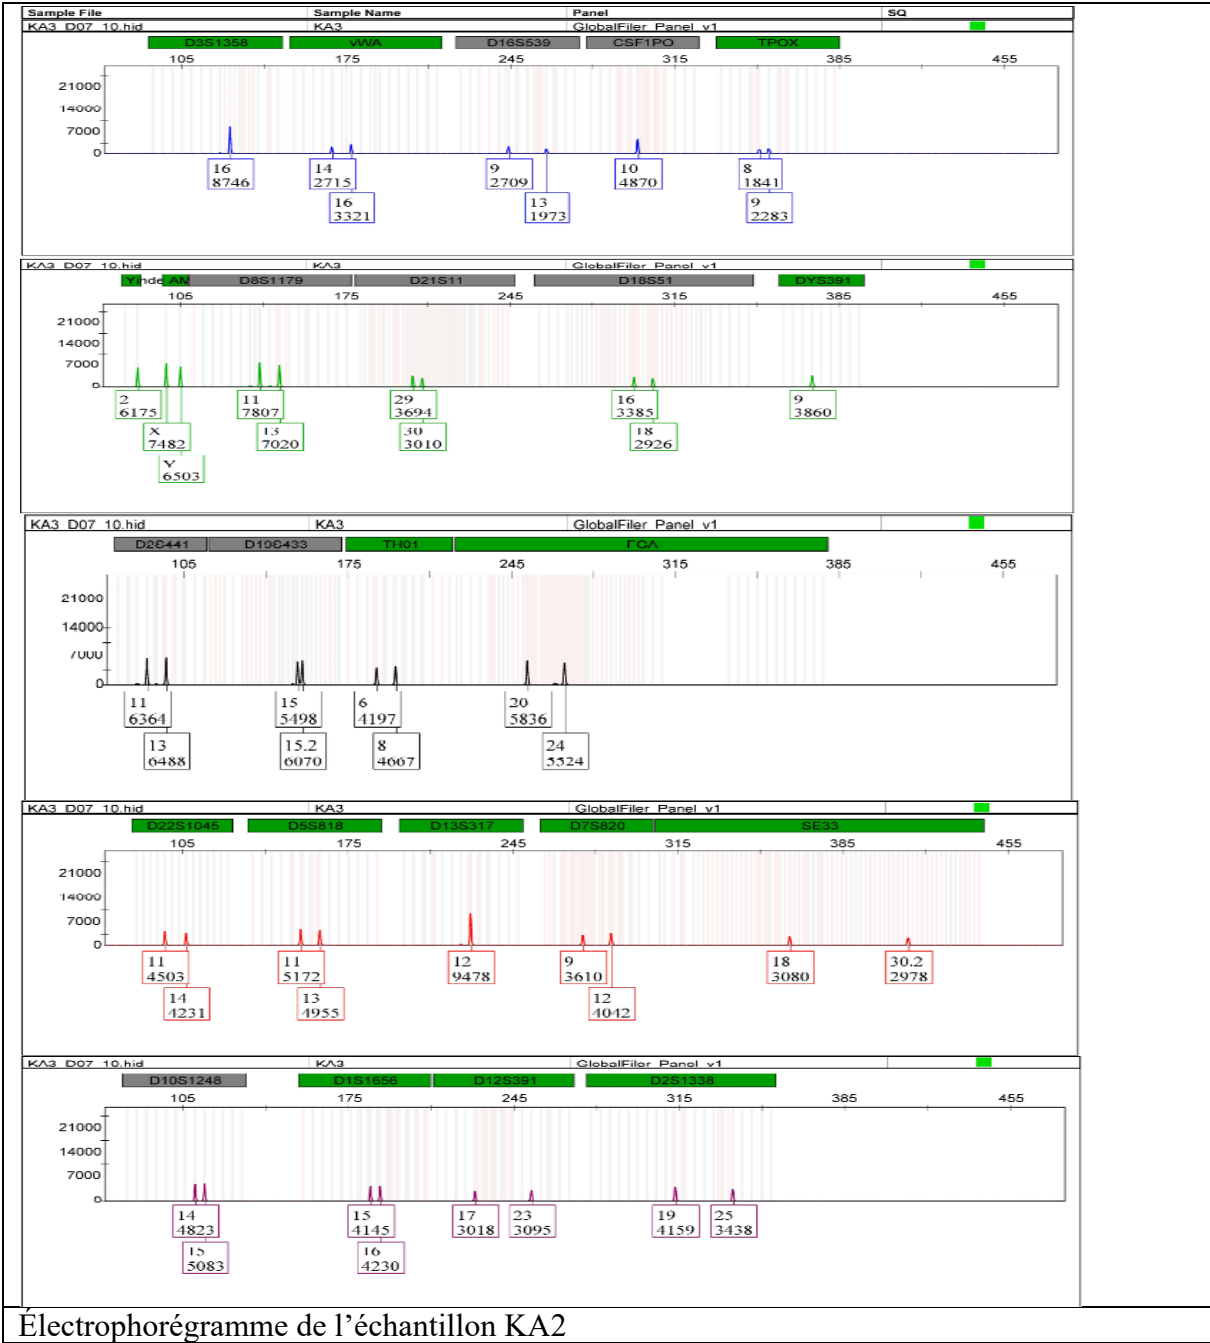 Sample File Sample Name Panel SQ
KA3_D07_10.hid KA3 GlobalFiler_Panel_v1
D3S1358 vWA D16S539 CSF1PO TPOX
105 175 245 315 385 455
21000
14000
7000
0
16 14 9 10 8
8746 2715 2709 4870 1841
16 13 9
3321 1973 2283
KA3_D07_10.hid KA3 GlobalFiler_Panel_v1
Yinde AM D8S1179 D21S11 D18S51 DYS391
105 175 245 315 385 455
21000
14000
7000
0
2 11 29 16 9
6175 7807 3694 3385 3860
X 13 30 18
7482 7020 3010 2926
Y
6503
KA3_D07_10.hid KA3 GlobalFiler_Panel_v1
D2S441 D19S433 TH01 FGA
105 175 245 315 385 455
21000
14000
7000
0
11 15 6 20
6364 5498 4197 5836
13 15.2 8 24
6488 6070 4667 5524
KA3_D07_10.hid KA3 GlobalFiler_Panel_v1
D22S1045 D5S818 D13S317 D7S820 SE33
105 175 245 315 385 455
21000
14000
7000
0
11 11 12 9 18 30.2
4503 5172 9478 3610 3080 2978
14 13 12
4231 4955 4042
KA3_D07_10.hid KA3 GlobalFiler_Panel_v1
D10S1248 D1S1656 D12S391 D2S1338
105 175 245 315 385 455
21000
14000
7000
0
14 15 17 23 19 25
4823 4145 3018 3095 4159 3438
15 16
5083 4230
Électrophorégramme de l’échantillon KA2